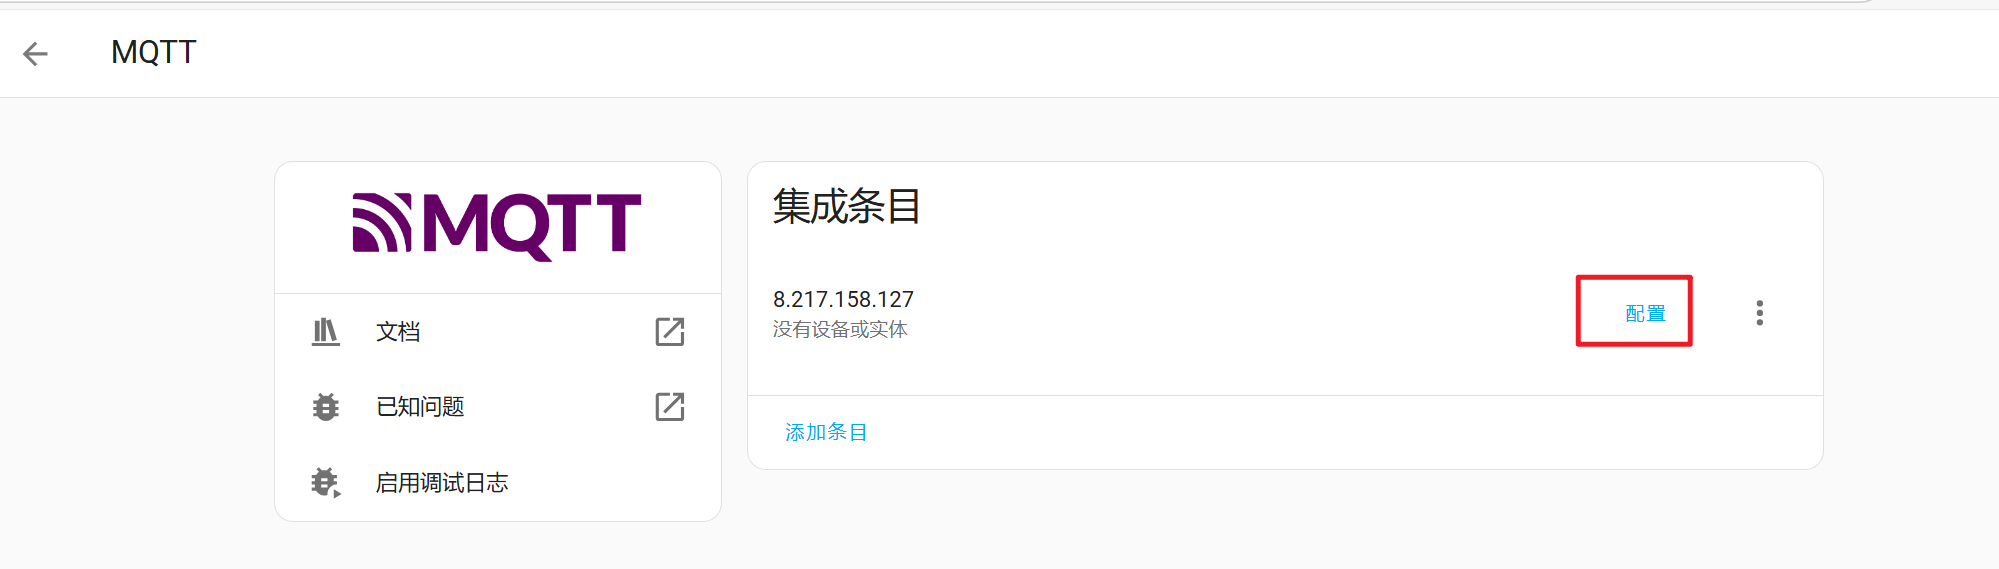 MQTT
MQTT
文档
已知问题
启用调试日志
集成条目
8.217.158.127
没有设备或实体
配置
添加条目